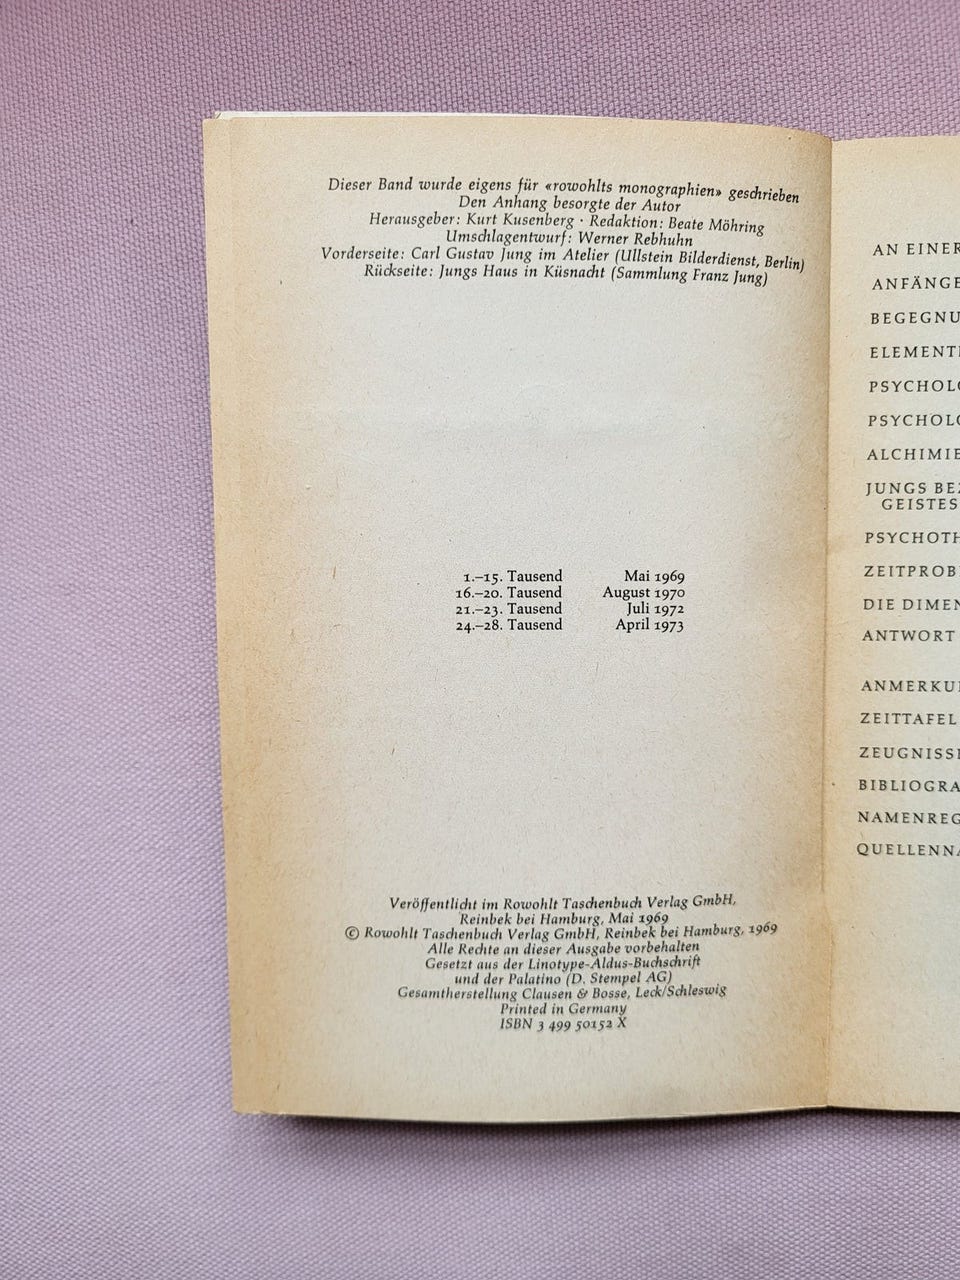 Dieser Band wurde eigens für «rowohlts monographien» geschrieben
Den Anhang besorgte der Autor
Herausgeber: Kurt Kusenberg · Redaktion: Beate Möhring
Umschlagentwurf: Werner Rebhuhn
Vorderseite: Carl Gustav Jung im Atelier (Ullstein Bilderdienst, Berlin)
Rückseite: Jungs Haus in Küsnacht (Sammlung Franz Jung)
1.–15. Tausend Mai 1969
16.–20. Tausend August 1970
21.–23. Tausend Juli 1972
24.–28. Tausend April 1973
Veröffentlicht im Rowohlt Taschenbuch Verlag GmbH,
Reinbek bei Hamburg, Mai 1969
© Rowohlt Taschenbuch Verlag GmbH, Reinbek bei Hamburg, 1969
Alle Rechte an dieser Ausgabe vorbehalten
Gesetzt aus der Linotype-Aldus-Buchschrift
und der Palatino (D. Stempel AG)
Gesamtherstellung Clausen & Bosse, Leck/Schleswig
Printed in Germany
ISBN 3 499 50152 X
AN EINER
ANFÄNGE
BEGEGNU
ELEMENT
PSYCHOLO
PSYCHOLO
ALCHIMIE
JUNGS BE
GEISTES
PSYCHOTH
ZEITPROB
DIE DIMEN
ANTWORT
ANMERKU
ZEITTAFEL
ZEUGNISS
BIBLIOGRA
NAMENREG
QUELLENNA